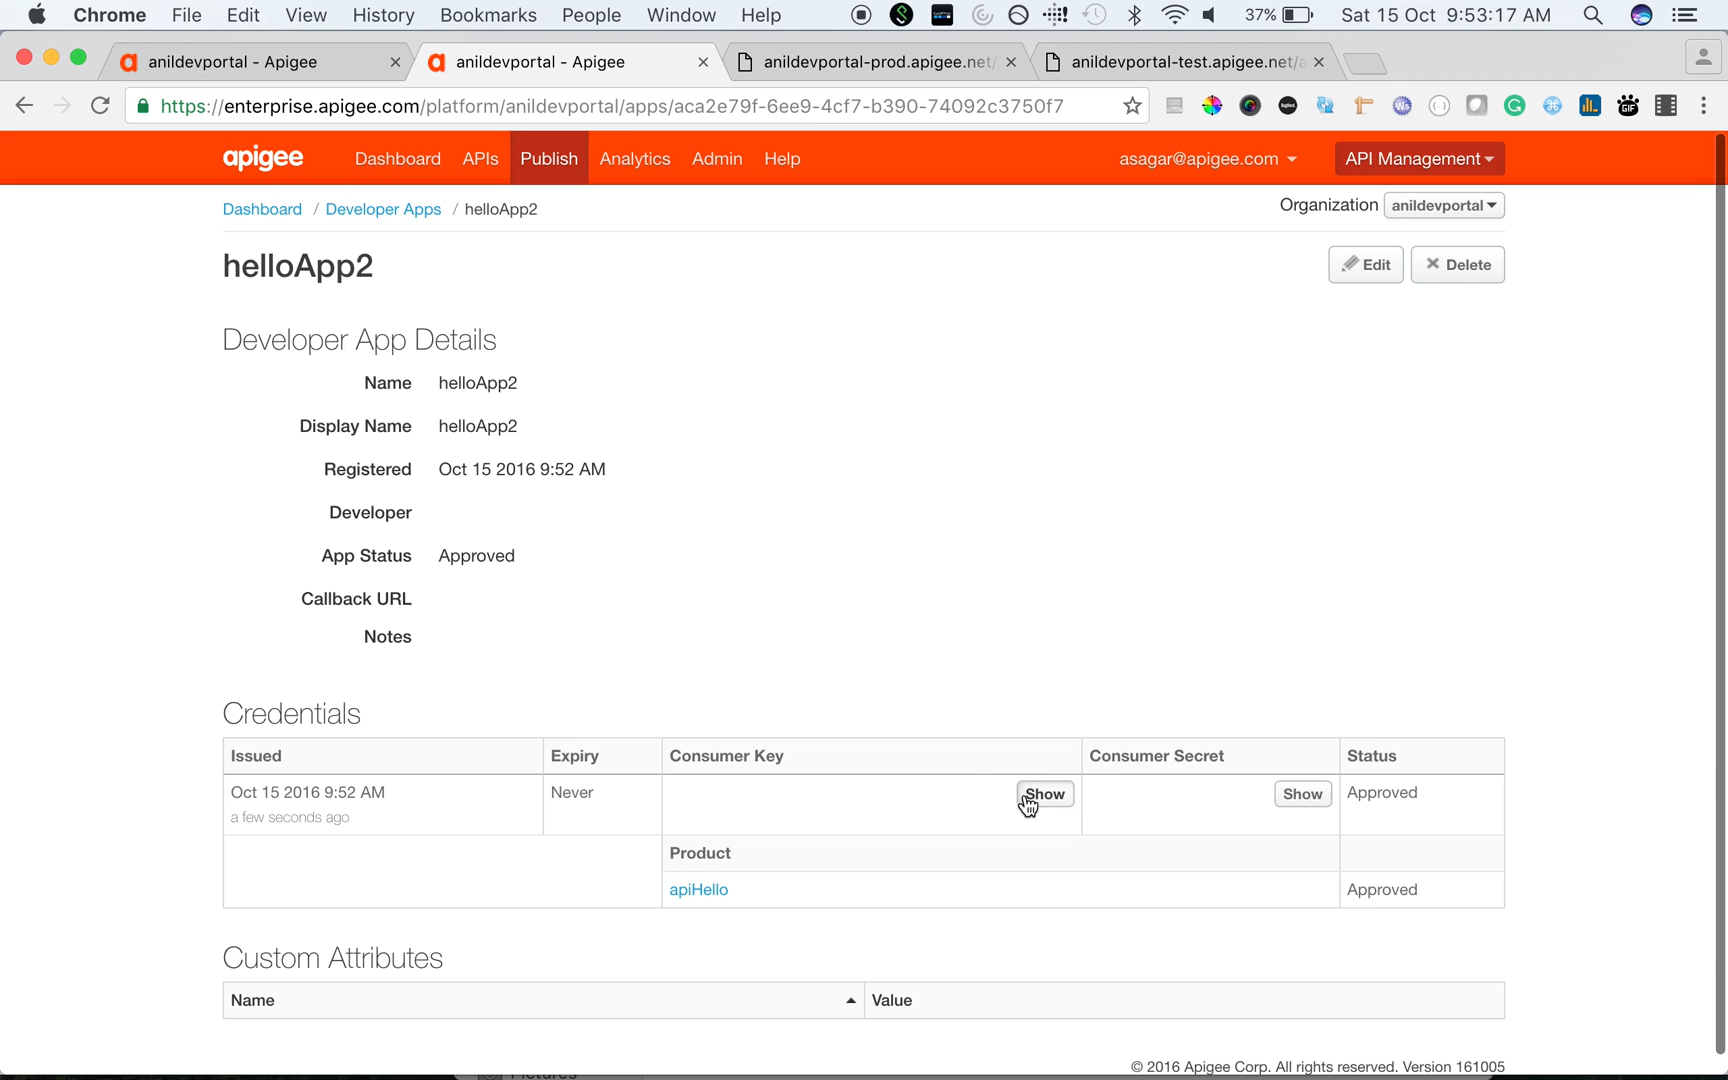 Chrome File Edit View History Bookmarks People Window Help 37% Sat 15 Oct 9:53:17 AM
anildevportal - Apigee anildevportal - Apigee anildevportal-prod.apigee.net/ anildevportal-test.apigee.net/a
https://enterprise.apigee.com/platform/anildevportal/apps/aca2e79f-6ee9-4cf7-b390-74092c3750f7
apigee Dashboard APIs Publish Analytics Admin Help asagar@apigee.com API Management
Dashboard / Developer Apps / helloApp2 Organization anildevportal
helloApp2 Edit Delete
Developer App Details
Name helloApp2
Display Name helloApp2
Registered Oct 15 2016 9:52 AM
Developer
App Status Approved
Callback URL
Notes
Credentials
Issued Expiry Consumer Key Consumer Secret Status
Oct 15 2016 9:52 AM Never Show Show Approved
a few seconds ago
Product
apiHello Approved
Custom Attributes
Name Value
© 2016 Apigee Corp. All rights reserved. Version 161005